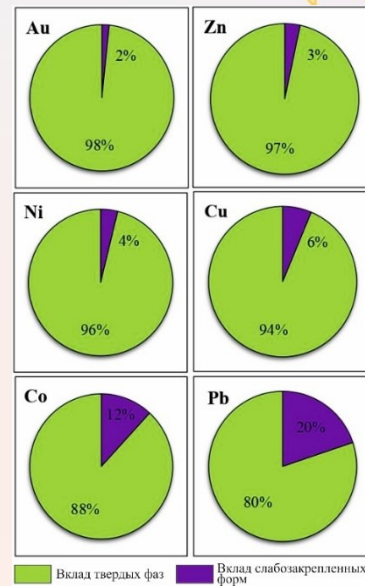 Au
2%
98%
Zn
3%
97%
Ni
4%
96%
Cu
6%
94%
Co
12%
88%
Pb
20%
80%
Вклад твердых фаз
Вклад слабозакрепленных
форм